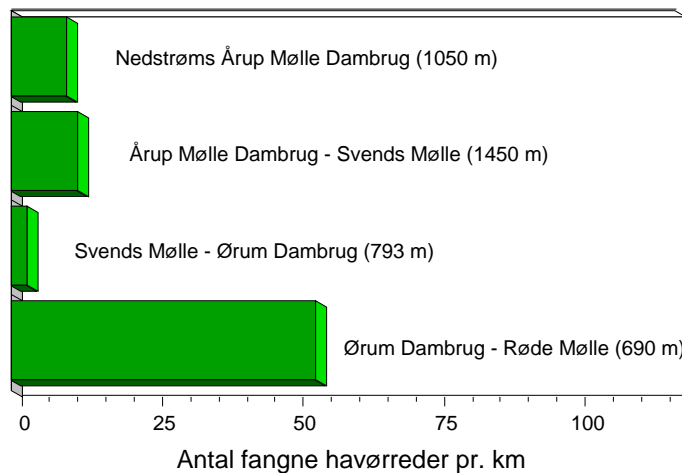 Nedstrøms Årup Mølle Dambrug (1050 m)
Årup Mølle Dambrug - Svends Mølle (1450 m)
Svends Mølle - Ørum Dambrug (793 m)
Ørum Dambrug - Røde Mølle (690 m)
0 25 50 75 100
Antal fangne havørreder pr. km